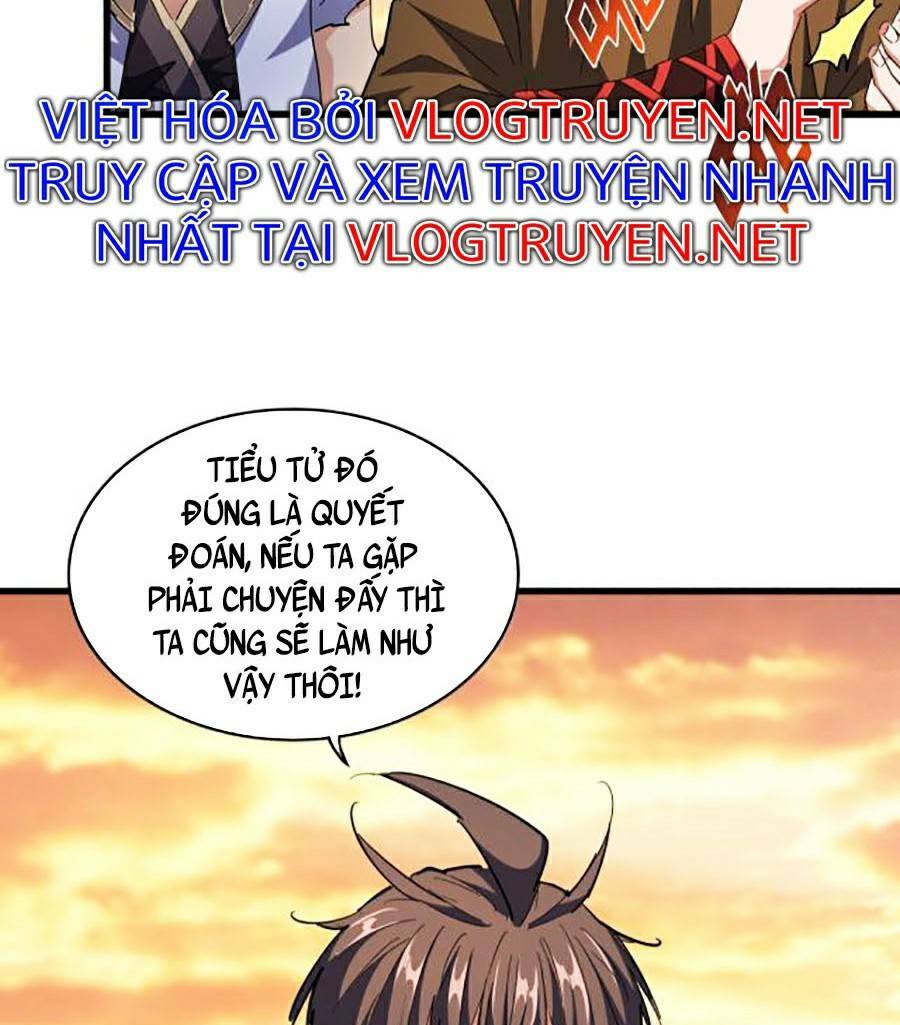 VIỆT HÓA BỞI VLOGTRUYEN.NET
TRUY CẬP VÀ XEM TRUYỆN NHANH
NHẤT TẠI VLOGTRUYEN.NET
TIỂU TỬ ĐÓ
ĐÚNG LÀ QUYẾT
ĐOÁN, NẾU TA GẶP
PHẢI CHUYỆN ĐẤY THÌ
TA CŨNG SẼ LÀM NHƯ
VẬY THÔI!